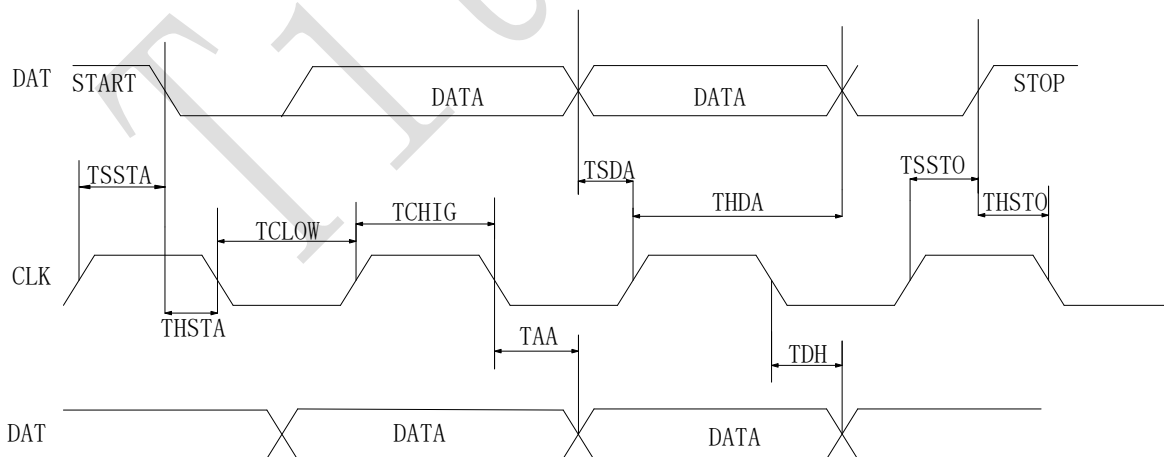 DAT START DATA DATA STOP
TSSTA TSDA TSSTO
TCLOW TCHIG THDA THSTO
CLK
THSTA TAA TDH
DAT DATA DATA